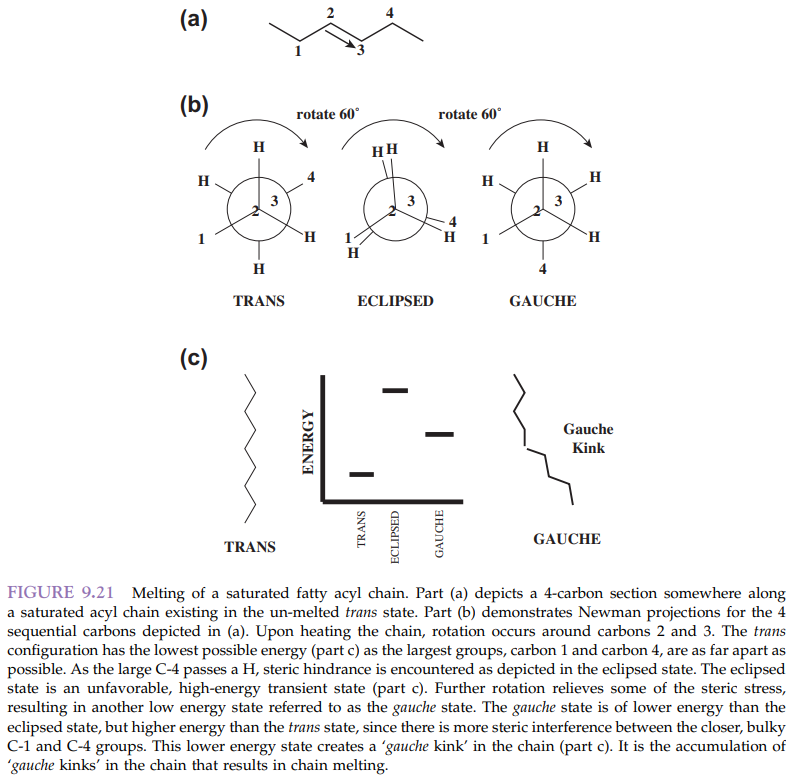 (a)
2
4
1
3
(b)
rotate 60°
rotate 60°
H
H H
H
H
4
H
H
3
2
3
2
3
2
1
H
1
4
H
H
1
H
H
4
TRANS
ECLIPSED
GAUCHE
(c)
ENERGY
Gauche
Kink
TRANS
ECLIPSED
GAUCHE
TRANS
GAUCHE
FIGURE 9.21 Melting of a saturated fatty acyl chain. Part (a) depicts a 4-carbon section somewhere along
a saturated acyl chain existing in the un-melted trans state. Part (b) demonstrates Newman projections for the 4
sequential carbons depicted in (a). Upon heating the chain, rotation occurs around carbons 2 and 3. The trans
configuration has the lowest possible energy (part c) as the largest groups, carbon 1 and carbon 4, are as far apart as
possible. As the large C-4 passes a H, steric hindrance is encountered as depicted in the eclipsed state. The eclipsed
state is an unfavorable, high-energy transient state (part c). Further rotation relieves some of the steric stress,
resulting in another low energy state referred to as the gauche state. The gauche state is of lower energy than the
eclipsed state, but higher energy than the trans state, since there is more steric interference between the closer, bulky
C-1 and C-4 groups. This lower energy state creates a 'gauche kink' in the chain (part c). It is the accumulation of
'gauche kinks' in the chain that results in chain melting.